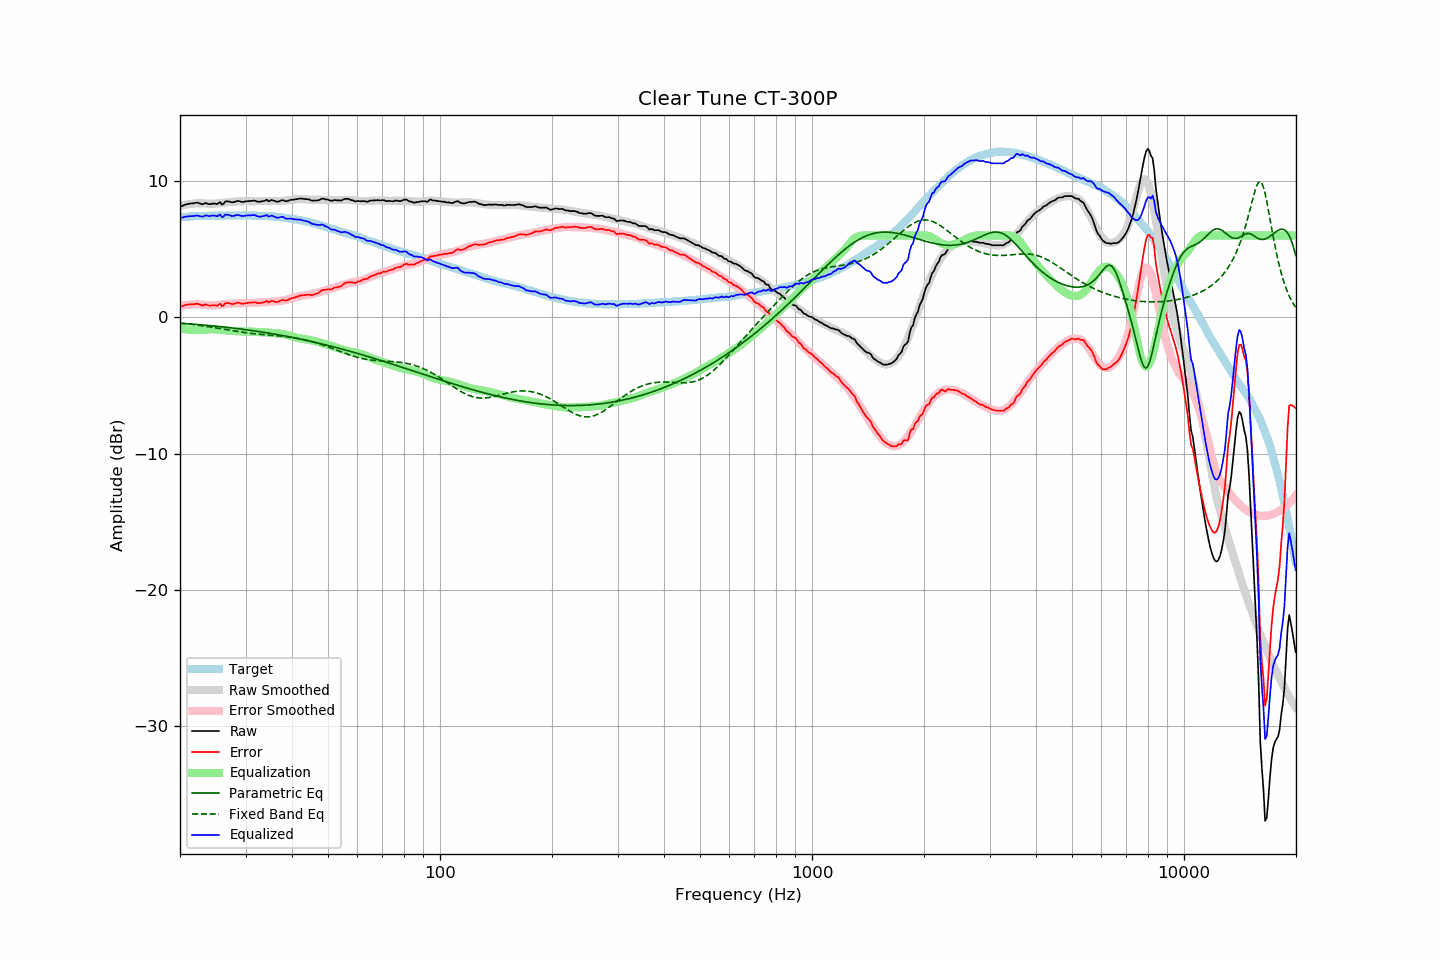 Clear Tune CT-300P
Amplitude (dBr)
10
0
−10
−20
−30
Target
Raw Smoothed
Error Smoothed
Raw
Error
Equalization
Parametric Eq
Fixed Band Eq
Equalized
100
1000
10000
Frequency (Hz)